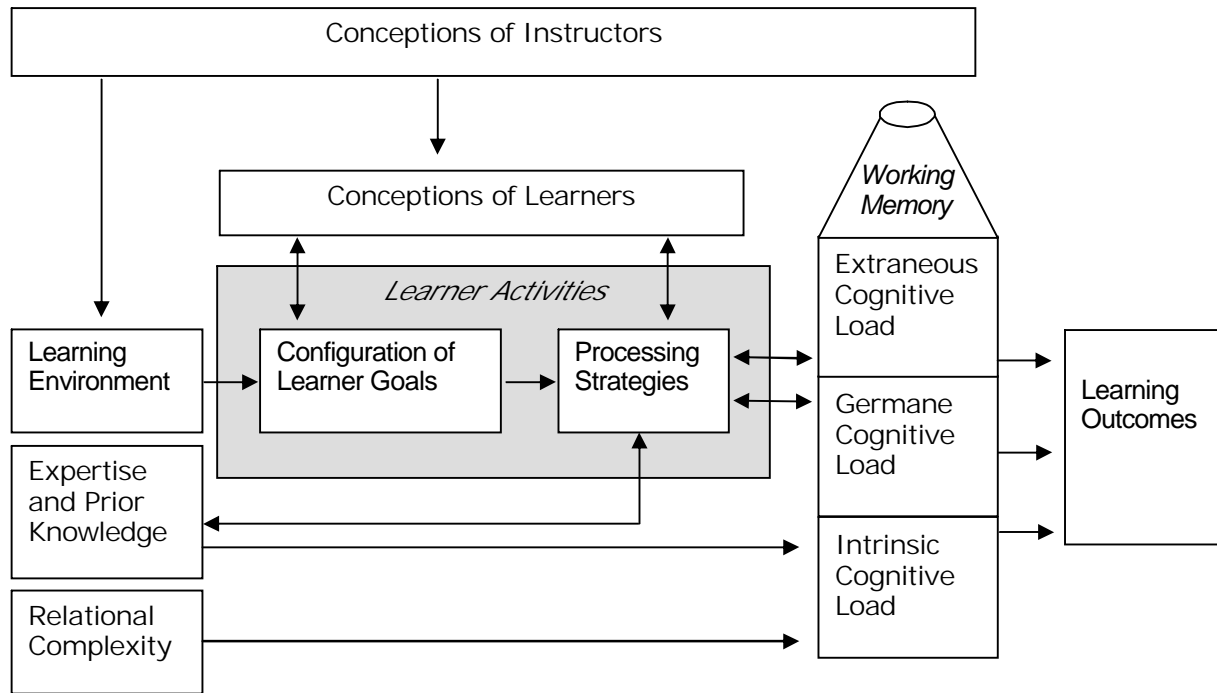 Conceptions of Instructors
Conceptions of Learners
Working
Memory
Learner Activities
Extraneous
Cognitive
Load
Learning
Environment
Configuration of
Learner Goals
Processing
Strategies
Germane
Cognitive
Load
Learning
Outcomes
Expertise
and Prior
Knowledge
Intrinsic
Cognitive
Load
Relational
Complexity